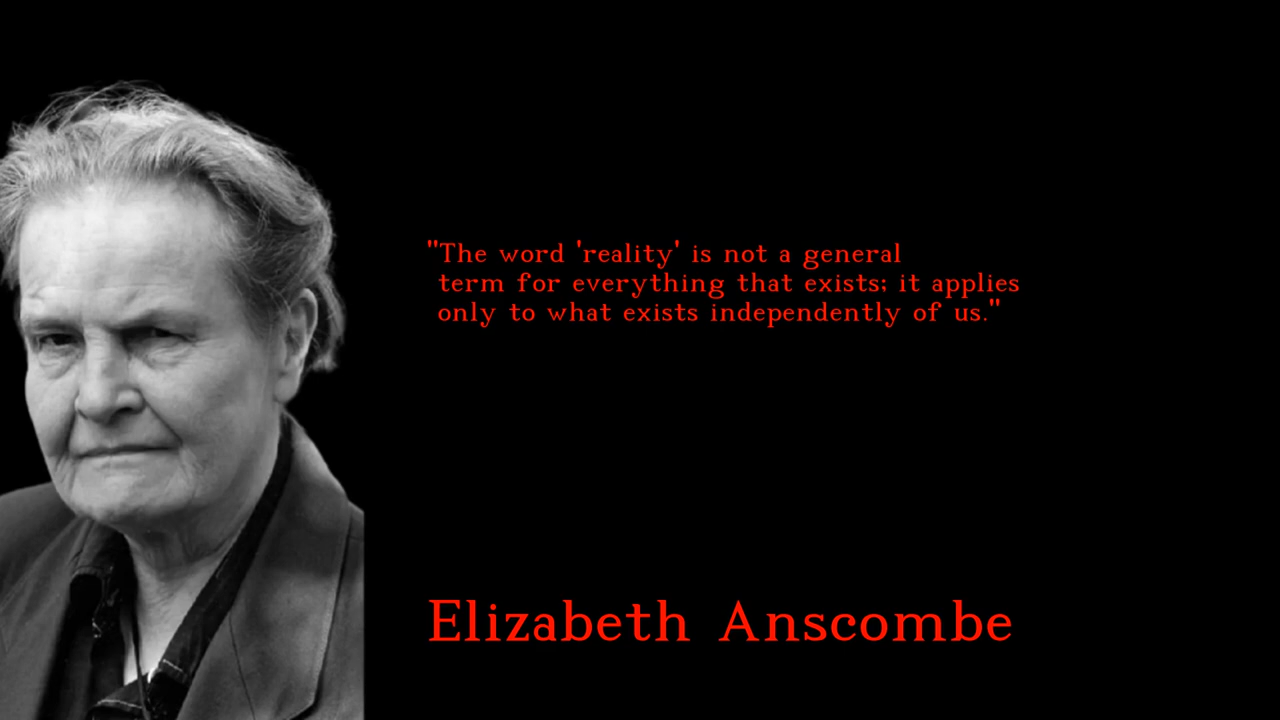 "The word 'reality' is not a general
term for everything that exists; it applies
only to what exists independently of us."
Elizabeth Anscombe